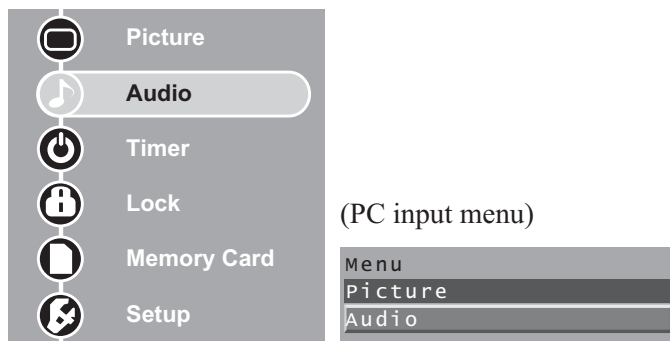 Picture
Audio
Timer
Lock
Memory Card
Setup
(PC input menu)
Menu
Picture
Audio